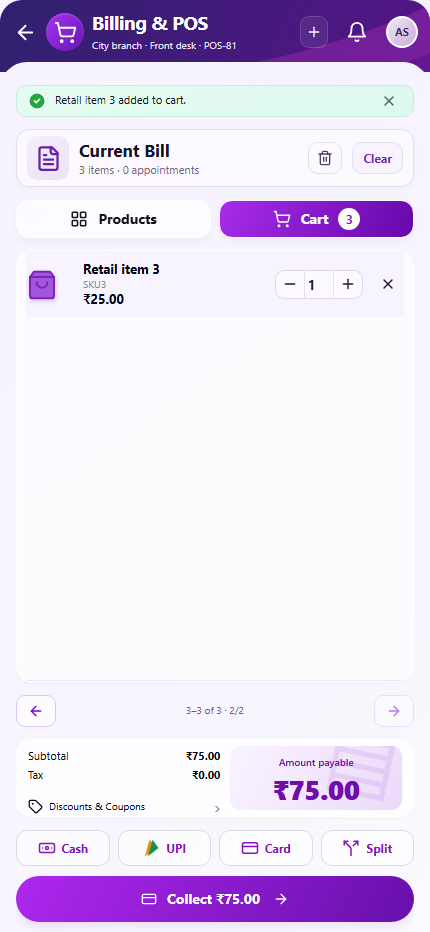 Billing & POS
City branch · Front desk · POS-81
AS
Retail item 3 added to cart.
Current Bill
3 items · 0 appointments
Clear
Products
Cart 3
Retail item 3
SKU3
₹25.00
1
3–3 of 3 · 2/2
Subtotal ₹75.00
Tax ₹0.00
Discounts & Coupons
Amount payable
₹75.00
Cash
UPI
Card
Split
Collect ₹75.00